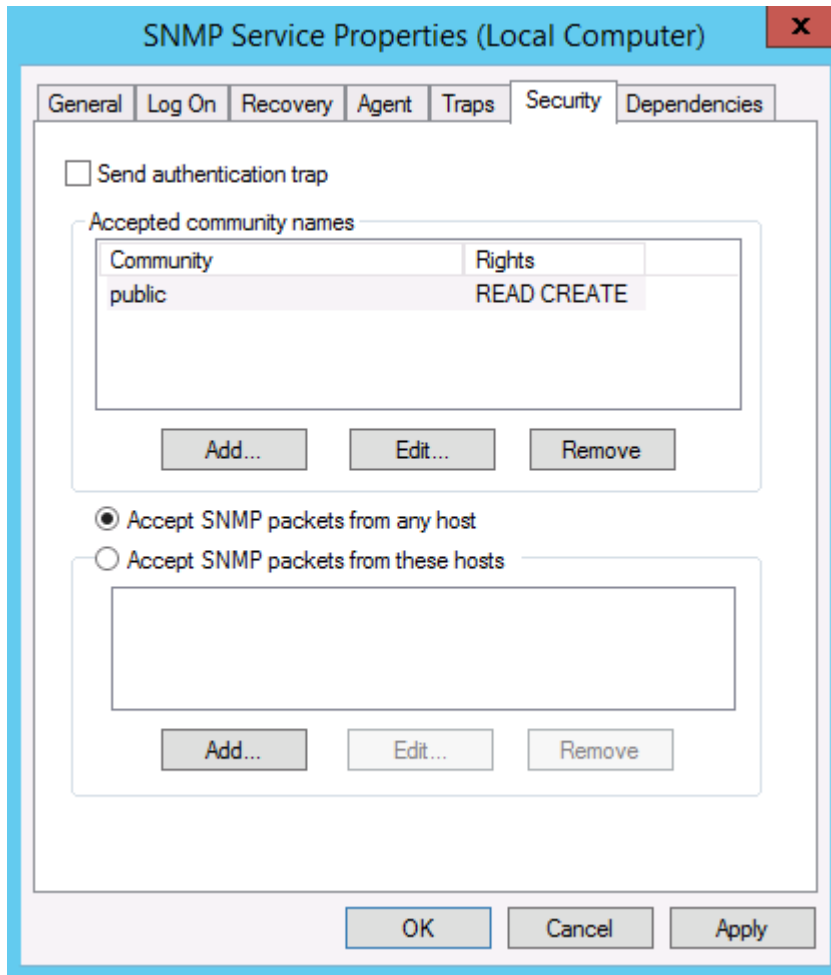 SNMP Service Properties (Local Computer)
x
General Log On Recovery Agent Traps Security Dependencies
Send authentication trap
Accepted community names
Community Rights
public READ CREATE
Add... Edit... Remove
Accept SNMP packets from any host
Accept SNMP packets from these hosts
Add... Edit... Remove
OK Cancel Apply